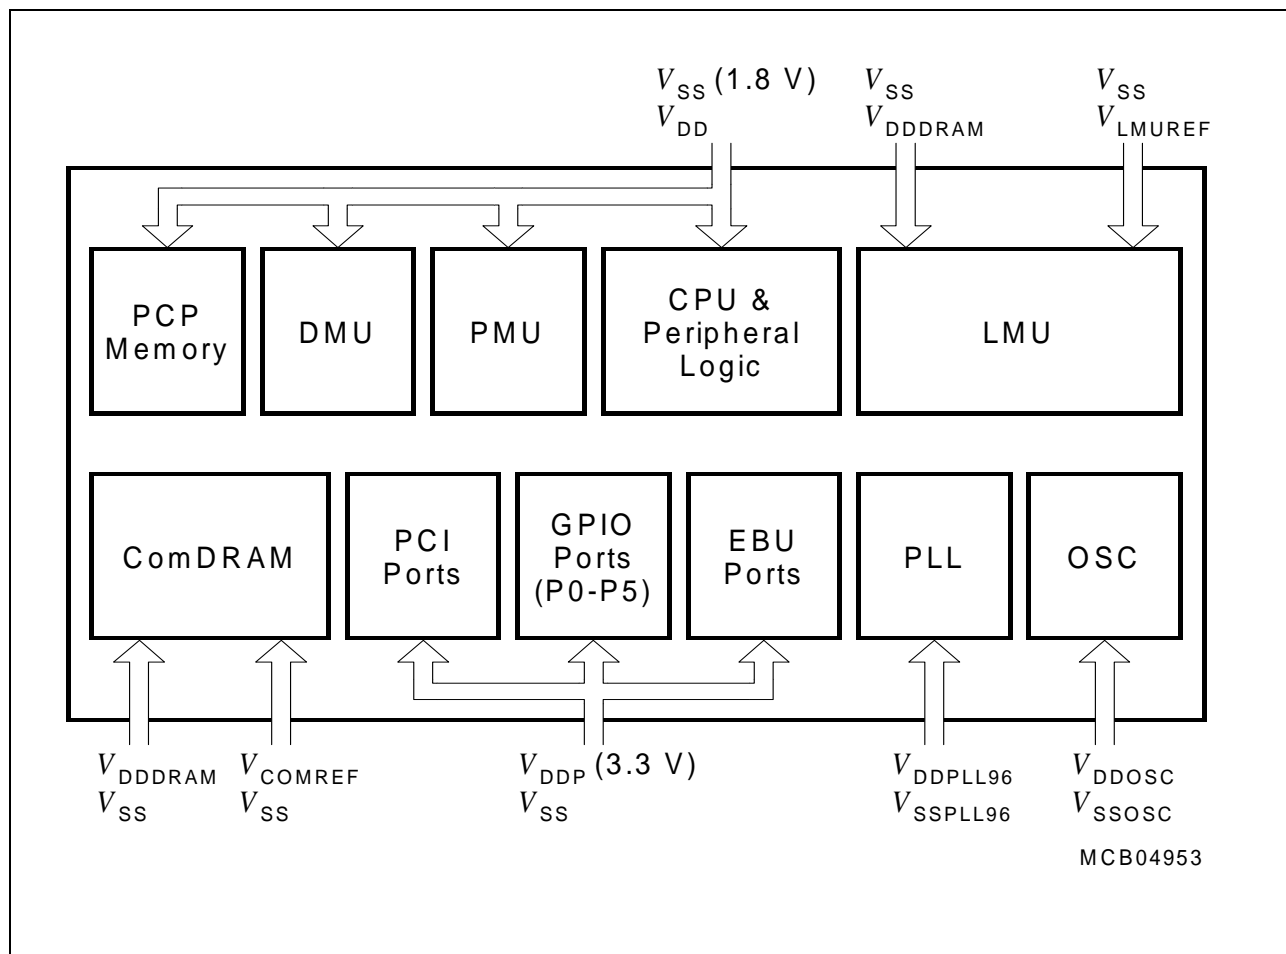 VSS (1.8 V)
VDD
VSS
VDDDRAM
VSS
VLMUREF
PCP
Memory
DMU
PMU
CPU &
Peripheral
Logic
LMU
ComDRAM
PCI
Ports
GPIO
Ports
(P0-P5)
EBU
Ports
PLL
OSC
VDDDRAM
VSS
VCOMREF
VSS
VDDP (3.3 V)
VSS
VDDPLL96
VSSPLL96
VDDOSC
VSSOSC
MCB04953